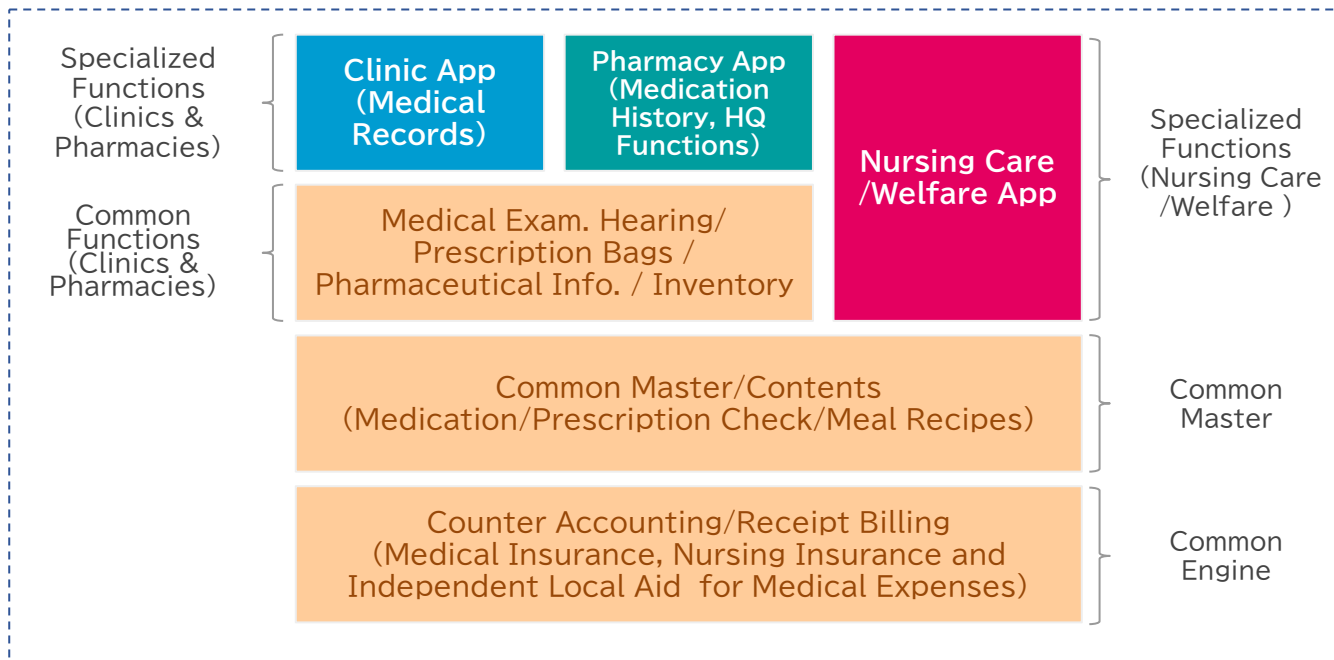 Specialized
Functions
(Clinics &
Pharmacies)
Clinic App
(Medical
Records)
Pharmacy App
(Medication
History, HQ
Functions)
Nursing Care
/Welfare App
Specialized
Functions
(Nursing Care
/Welfare )
Common
Functions
(Clinics &
Pharmacies)
Medical Exam. Hearing/
Prescription Bags /
Pharmaceutical Info. / Inventory
Common Master/Contents
(Medication/Prescription Check/Meal Recipes)
Common
Master
Counter Accounting/Receipt Billing
(Medical Insurance, Nursing Insurance and
Independent Local Aid for Medical Expenses)
Common
Engine